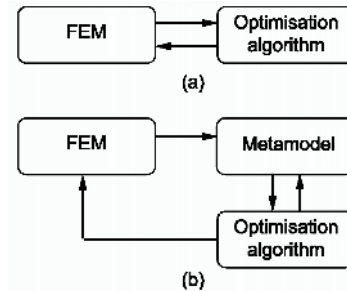 FEM
Optimisation
algorithm
(a)
FEM
Metamodel
Optimisation
algorithm
(b)